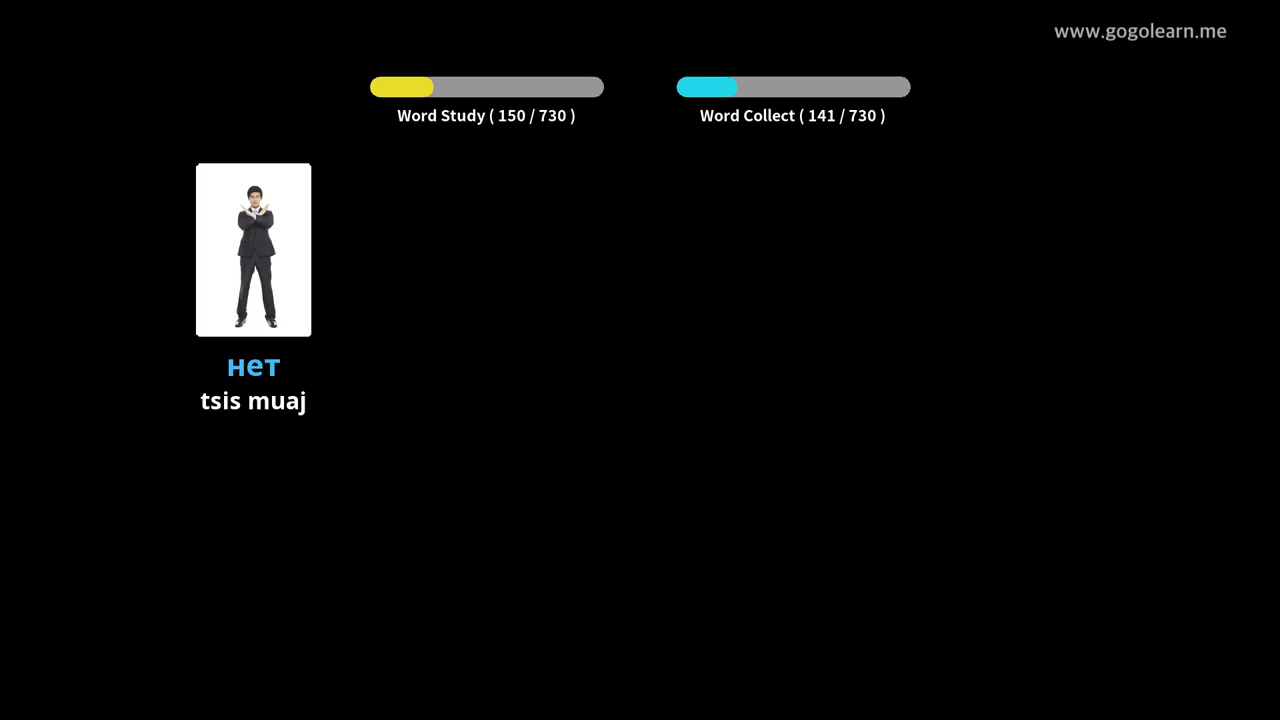 www.gogolearn.me
Word Study ( 150 / 730 )
Word Collect ( 141 / 730 )
нет
tsis muaj